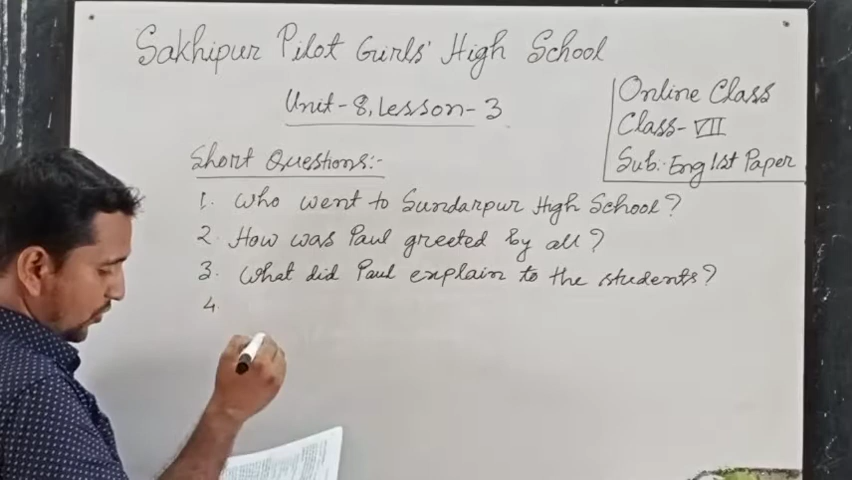 Sakhipur Pilot Girls' High School
Unit-8, Lesson-3
Online Class
Class-VII
Sub: Eng 1st Paper
Short Questions:-
1. Who went to Sundarpur High School?
2. How was Paul greeted by all?
3. What did Paul explain to the students?
4.